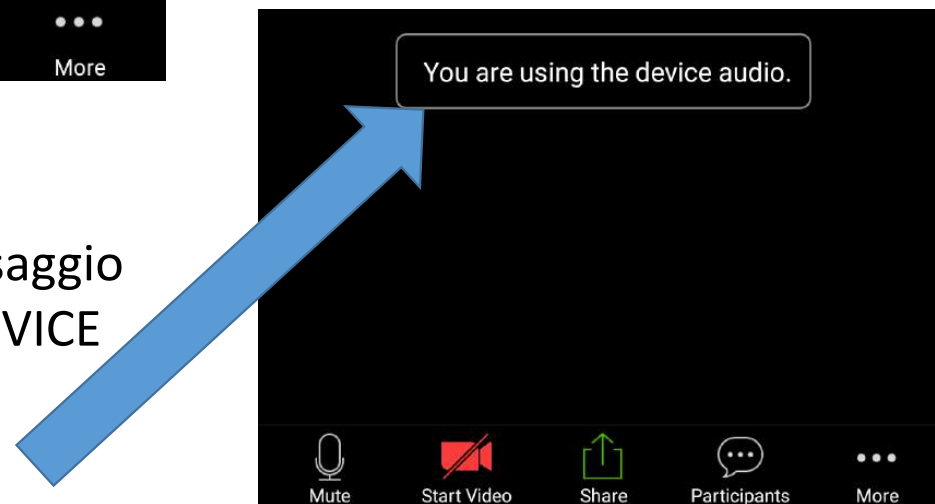 More
You are using the device audio.
saggio
VICE
Mute
Start Video
Share
Participants
More